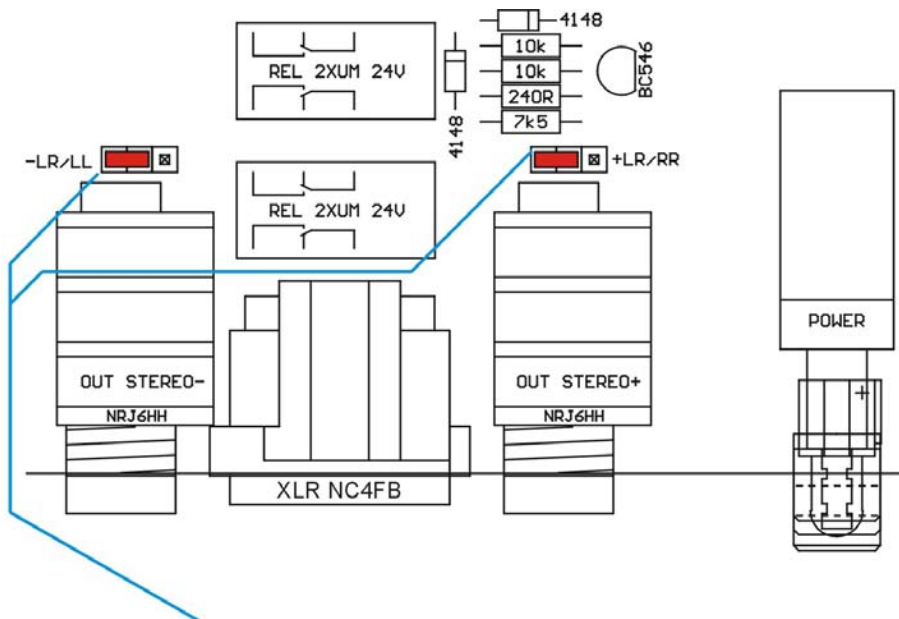 4148
10k
10k
240R
7k5
BC546
REL 2XUM 24V
4148
-LR/LL
+LR/RR
REL 2XUM 24V
POWER
OUT STEREO-
OUT STEREO+
NRJ6HH
NRJ6HH
+
XLR NC4FB